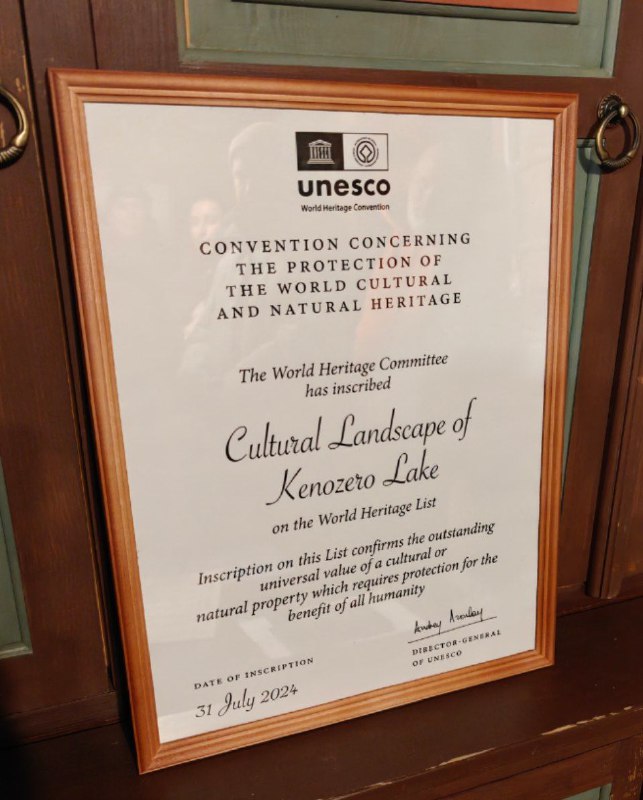 unesco
World Heritage Convention
CONVENTION CONCERNING
THE PROTECTION OF
THE WORLD CULTURAL
AND NATURAL HERITAGE
The World Heritage Committee
has inscribed
Cultural Landscape of
Kenozero Lake
on the World Heritage List
Inscription on this List confirms the outstanding
universal value of a cultural or
natural property which requires protection for the
benefit of all humanity
Audrey Azoulay
DIRECTOR-GENERAL
OF UNESCO
DATE OF INSCRIPTION
31 July 2024